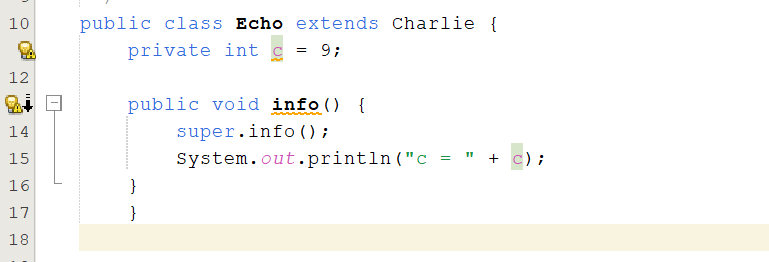 10 public class Echo extends Charlie {
private int c = 9;
12
public void info() {
14 super.info();
15 System.out.println("c = " + c);
16 }
17 }
18